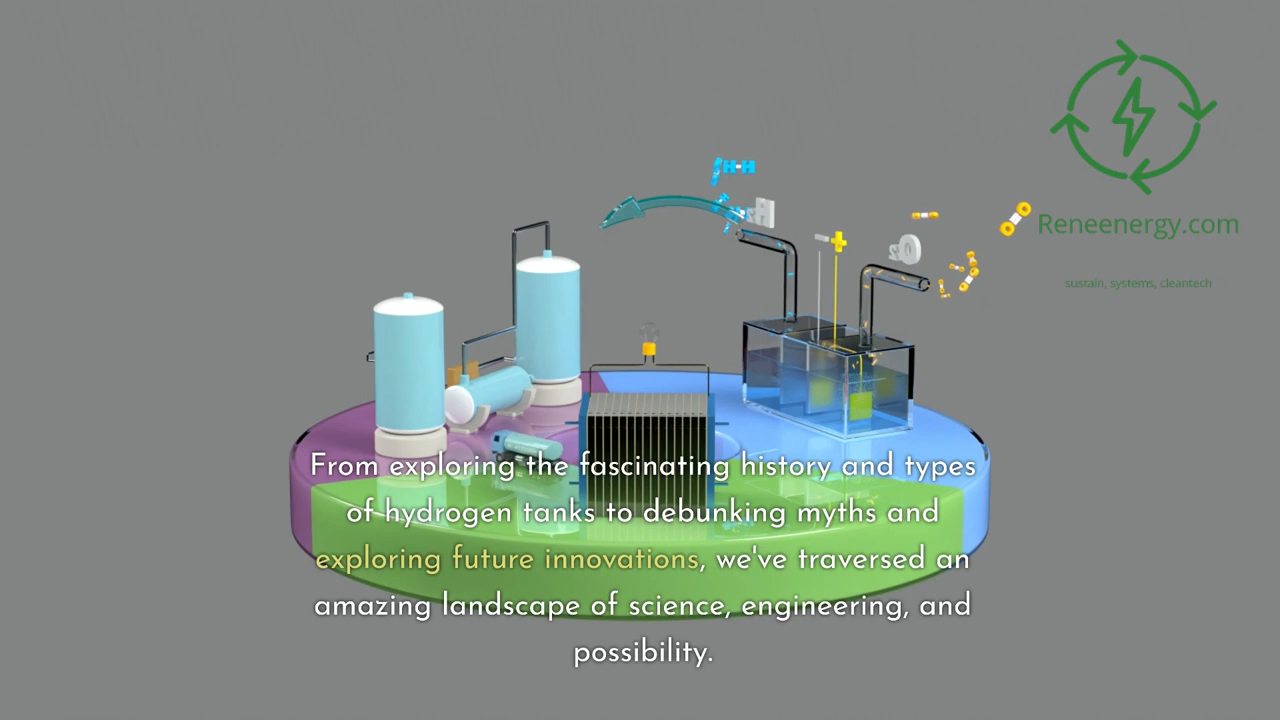 H-H
H
O2
Reneenergy.com
sustain, systems, cleantech
From exploring the fascinating history and types
of hydrogen tanks to debunking myths and
exploring future innovations, we've traversed an
amazing landscape of science, engineering, and
possibility.